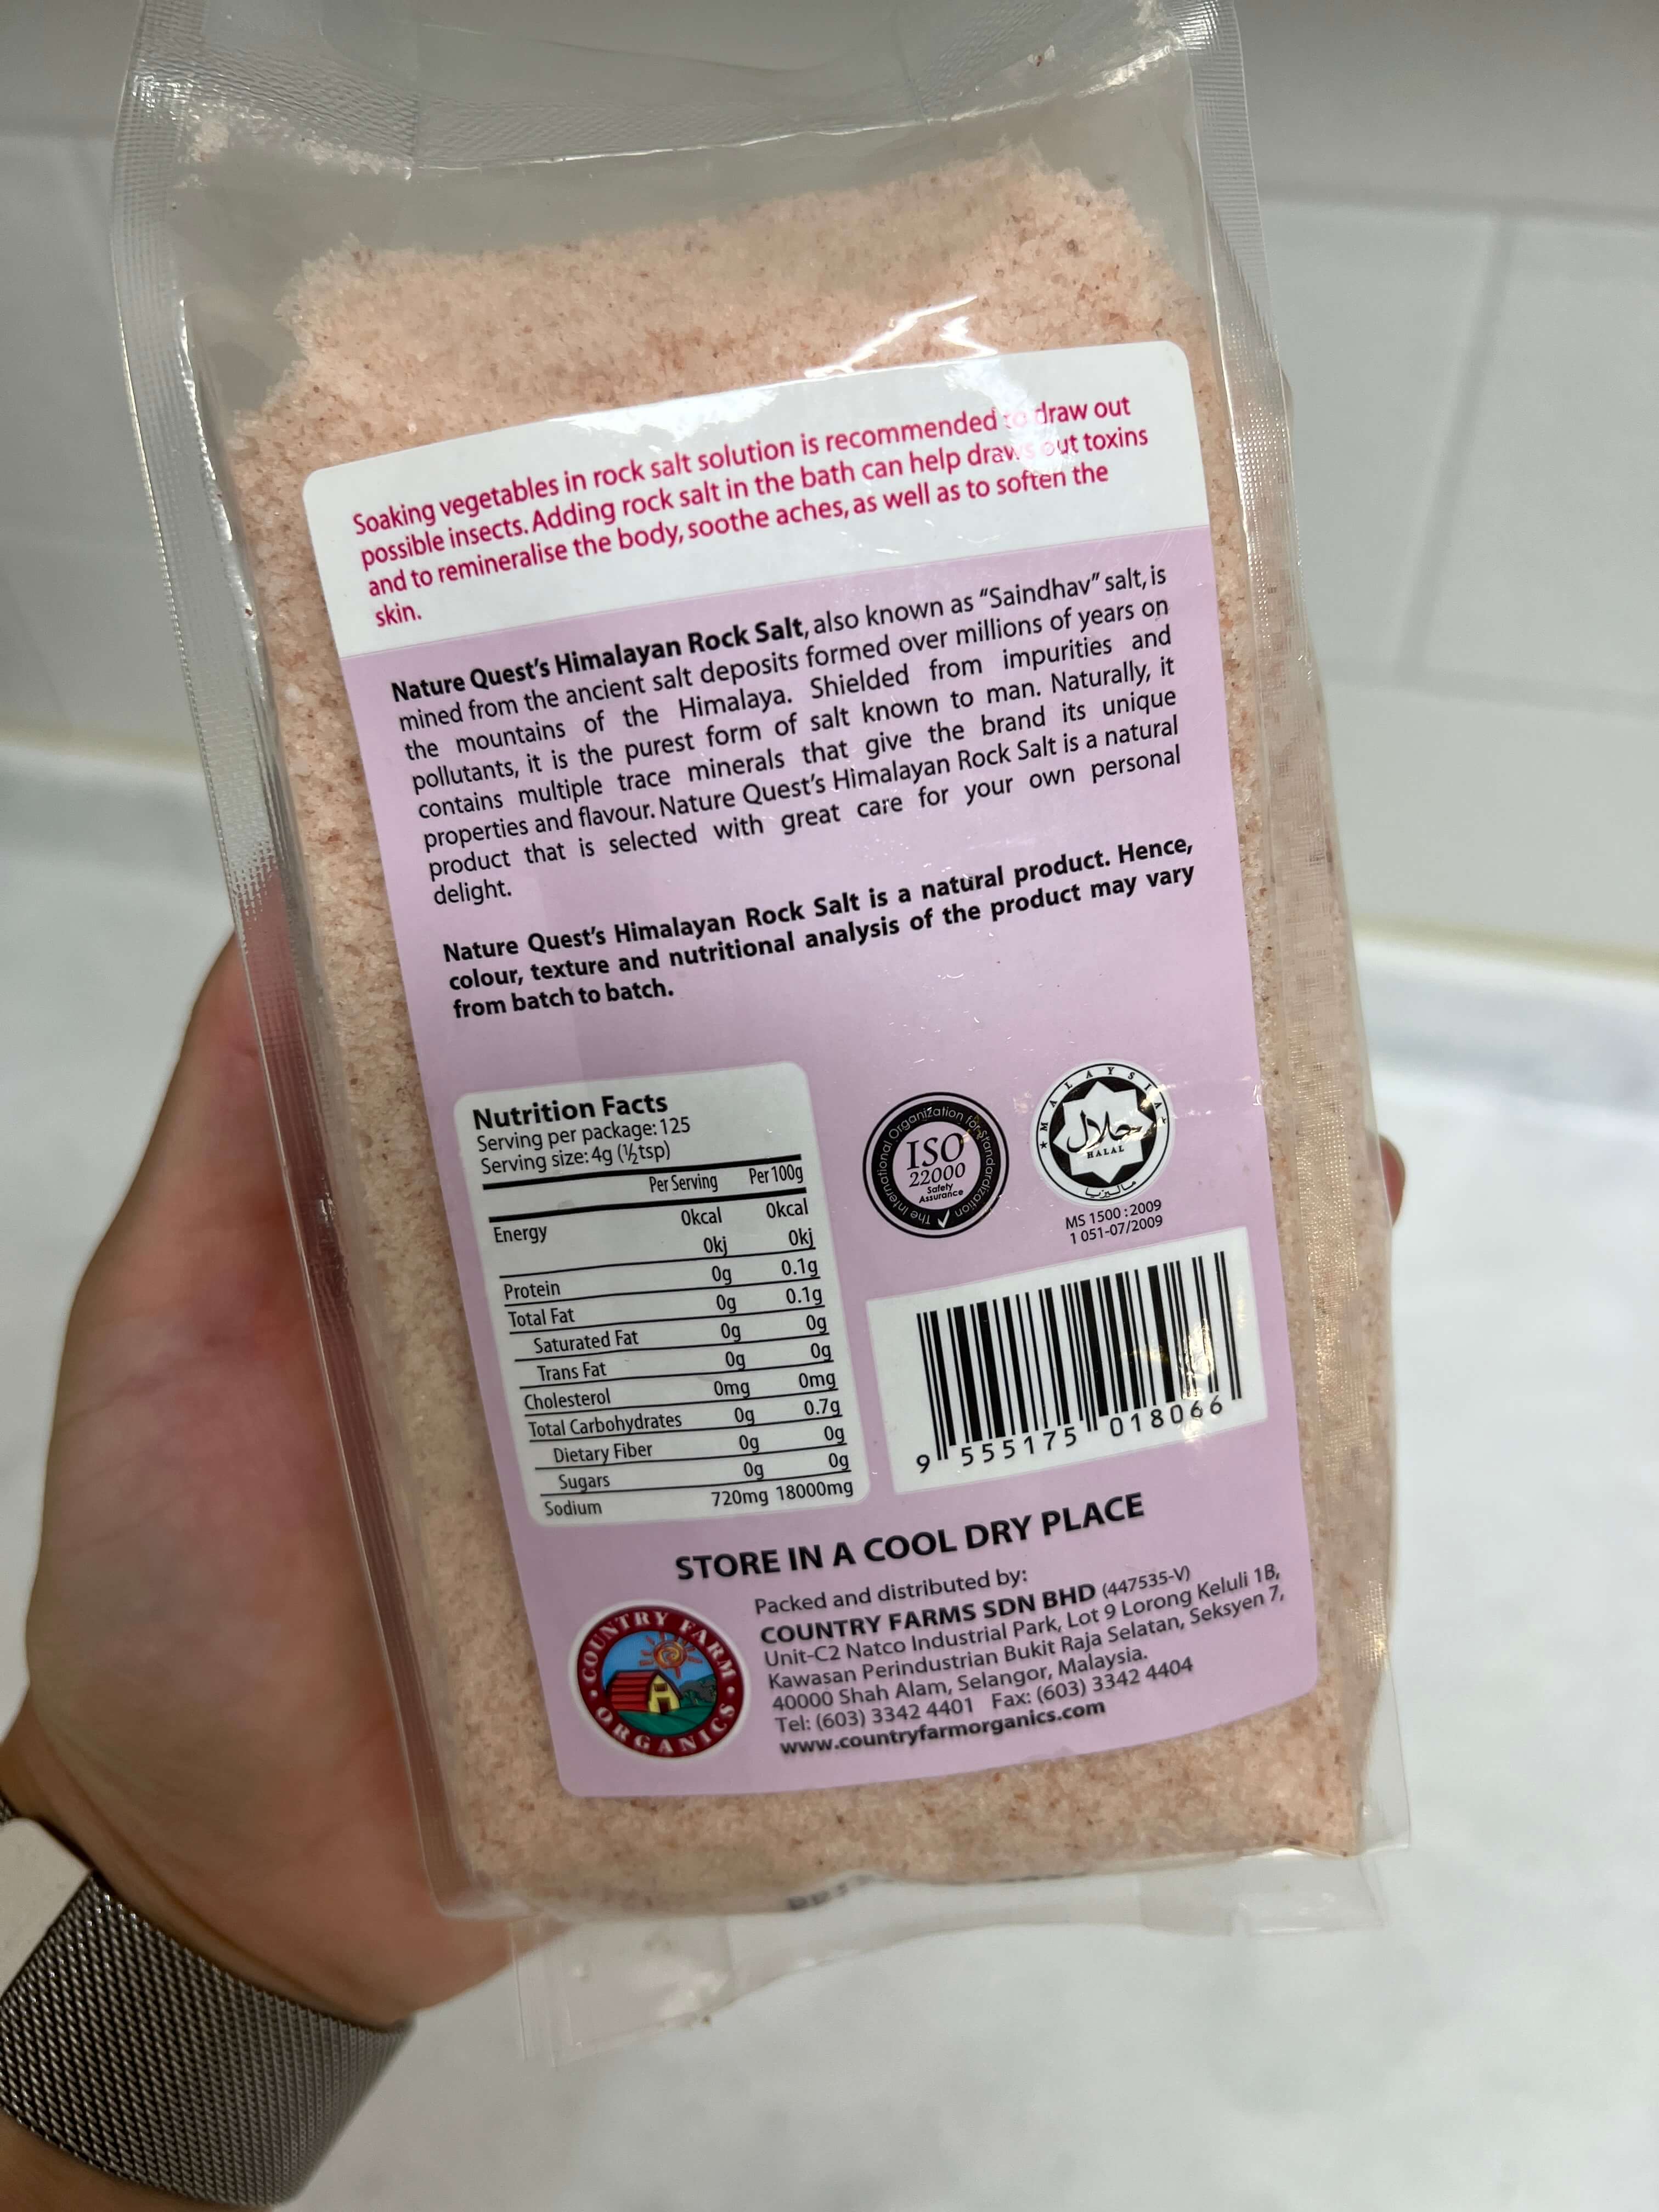 Soaking vegetables in rock salt solution is recommended to draw out
possible insects. Adding rock salt in the bath can help draws out toxins
and to remineralise the body, soothe aches, as well as to soften the
skin.
Nature Quest's Himalayan Rock Salt, also known as "Saindhav" salt, is
mined from the ancient salt deposits formed over millions of years on
the mountains of the Himalaya. Shielded from impurities and
pollutants, it is the purest form of salt known to man. Naturally, it
contains multiple trace minerals that give the brand its unique
properties and flavour. Nature Quest's Himalayan Rock Salt is a natural
product that is selected with great care for your own personal
delight.
Nature Quest's Himalayan Rock Salt is a natural product. Hence,
colour, texture and nutritional analysis of the product may vary
from batch to batch.
Nutrition Facts
Serving per package: 125
Serving size: 4g (½tsp)
Per Serving Per 100g
Energy 0kcal 0kcal
0kj 0kj
Protein 0g 0.1g
Total Fat 0g 0.1g
Saturated Fat 0g 0g
Trans Fat 0g 0g
Cholesterol 0mg 0mg
Total Carbohydrates 0g 0.7g
Dietary Fiber 0g 0g
Sugars 0g 0g
Sodium 720mg 18000mg
The International Organization for Standardization
ISO
22000
Safety
Assurance
MALAYSIA
حلال
HALAL
ماليزيا
MS 1500 : 2009
1 051-07/2009
9 555175 018066
STORE IN A COOL DRY PLACE
COUNTRY FARM
ORGANICS
Packed and distributed by:
COUNTRY FARMS SDN BHD (447535-V)
Unit-C2 Natco Industrial Park, Lot 9 Lorong Keluli 1B,
Kawasan Perindustrian Bukit Raja Selatan, Seksyen 7,
40000 Shah Alam, Selangor, Malaysia.
Tel: (603) 3342 4401 Fax: (603) 3342 4404
www.countryfarmorganics.com